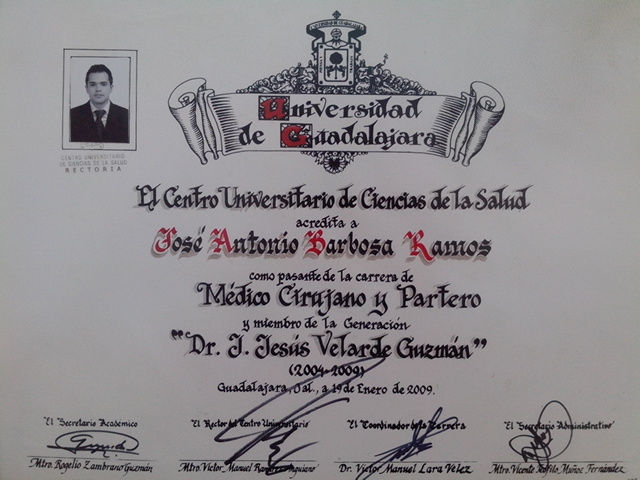 Universidad
de Guadalajara
CENTRO UNIVERSITARIO
DE CIENCIAS DE LA SALUD
RECTORIA
El Centro Universitario de Ciencias de la Salud
acredita a
José Antonio Barbosa Ramos
como pasante de la carrera de
Médico Cirujano y Partero
y miembro de la Generación
"Dr. J. Jesús Velarde Guzmán"
(2004-2009)
Guadalajara, Jal., a 19 de Enero de 2009.
El Secretario Académico
El Rector del Centro Universitario
El Coordinador de la Carrera
El Secretario Administrativo
Mtro. Rogelio Zambrano Guzmán
Mtro. Víctor Manuel Ramírez Anguiano
Dr. Víctor Manuel Lara Vélez
Mtro. Vicente Teófilo Muñoz Fernández